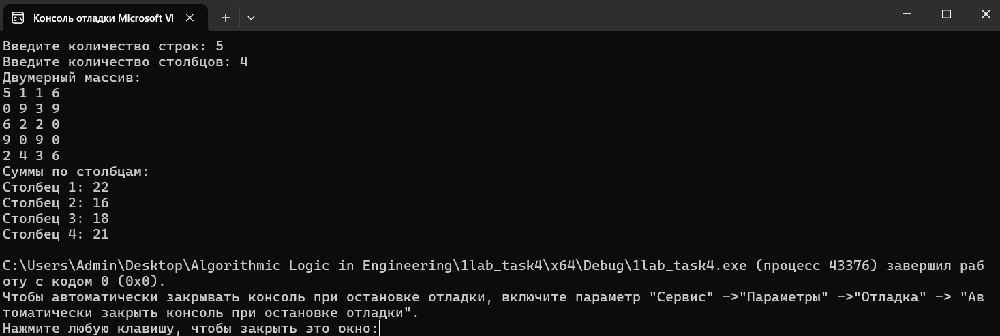 Консоль отладки Microsoft Vi
Введите количество строк: 5
Введите количество столбцов: 4
Двумерный массив:
5 1 1 6
0 9 3 9
6 2 2 0
9 0 9 0
2 4 3 6
Суммы по столбцам:
Столбец 1: 22
Столбец 2: 16
Столбец 3: 18
Столбец 4: 21
C:\Users\Admin\Desktop\Algorithmic Logic in Engineering\1lab_task4\x64\Debug\1lab_task4.exe (процесс 43376) завершил раб
оту с кодом 0 (0x0).
Чтобы автоматически закрывать консоль при остановке отладки, включите параметр "Сервис" ->"Параметры" ->"Отладка" -> "Ав
томатически закрыть консоль при остановке отладки".
Нажмите любую клавишу, чтобы закрыть это окно: